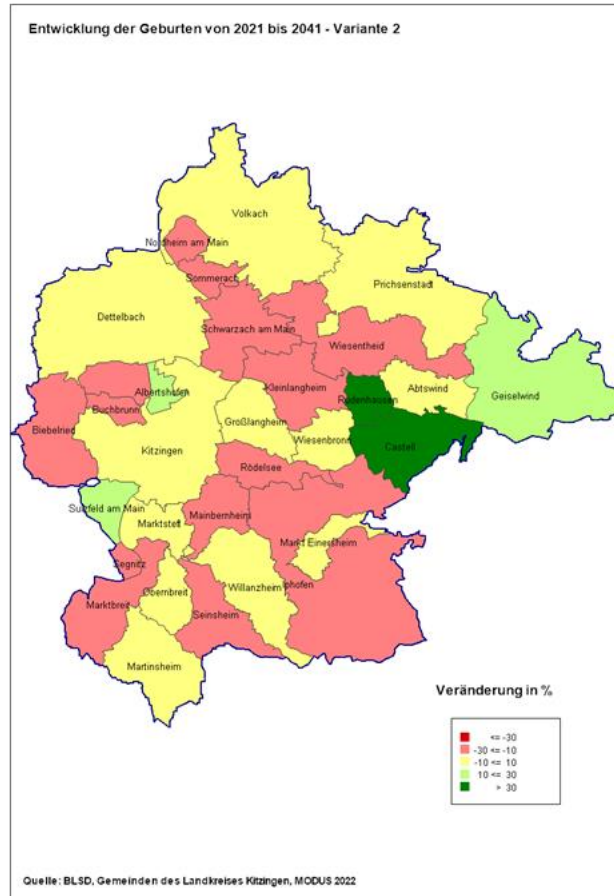 Entwicklung der Geburten von 2021 bis 2041 - Variante 2
Volkach
Nordheim am Main
Sommerach
Prichsenstadt
Dettelbach
Schwarzach am Main
Wiesentheid
Kleinlangheim
Abtswind
Geiselwind
Albertshofen
Rüdenhausen
Buchbrunn
Biebelried
Großlangheim
Wiesenbronn
Castell
Kitzingen
Rödelsee
Sulzfeld am Main
Mainbernheim
Marktsteft
Markt Einersheim
Segnitz
Willanzheim
Iphofen
Obernbreit
Marktbreit
Seinsheim
Martinsheim
Veränderung in %
<= -30
-30 <= -10
-10 <= 10
10 <= 30
> 30
Quelle: BLSD, Gemeinden des Landkreises Kitzingen, MODUS 2022